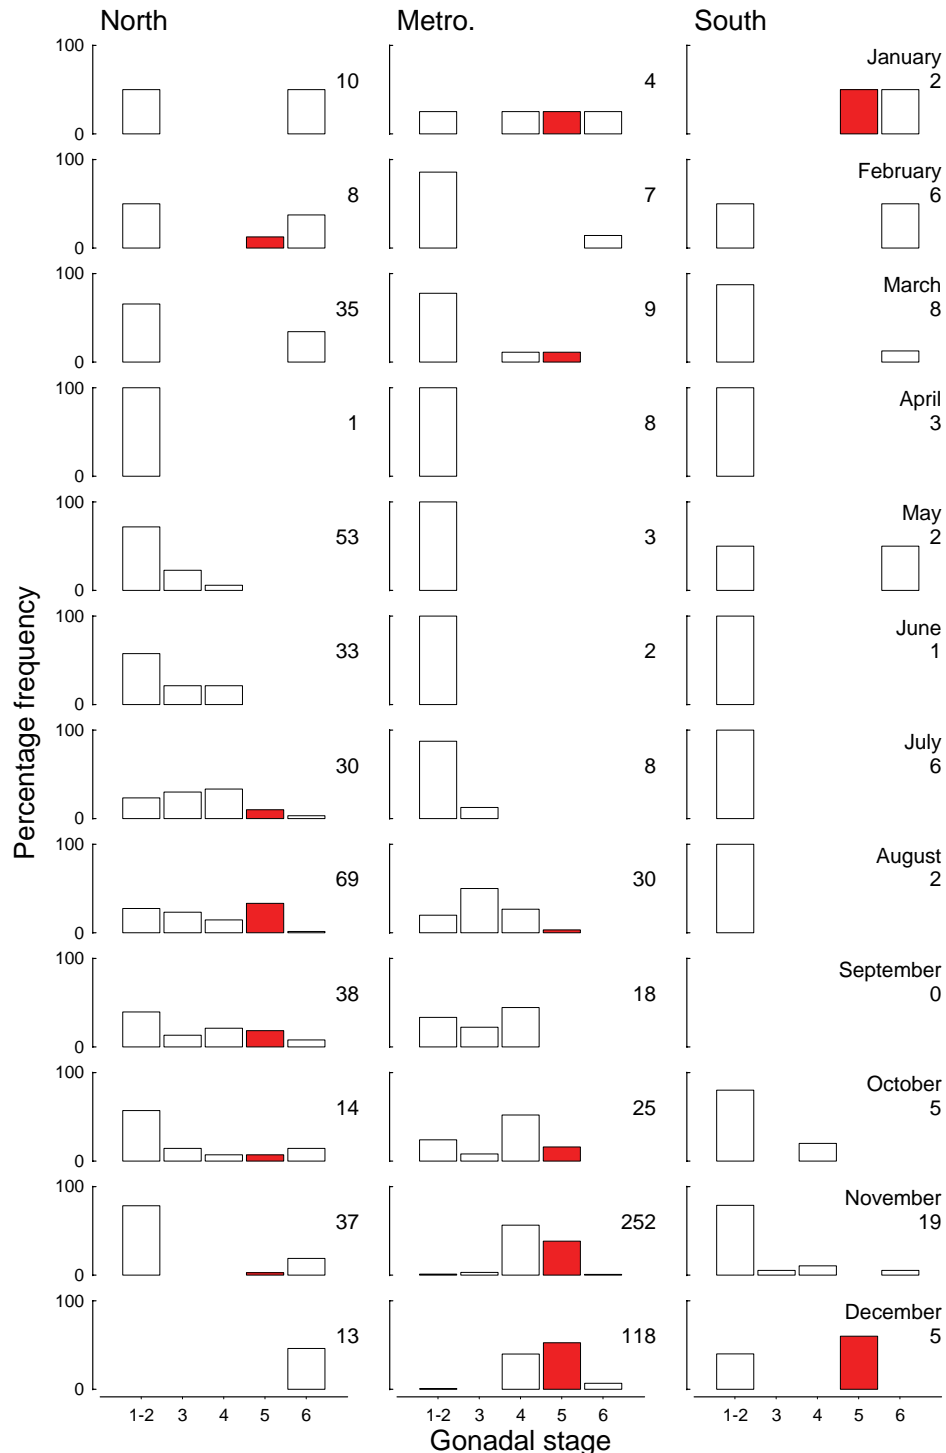 North Metro. South
100 January
10 4 2
0
100 February
8 7 6
0
100 March
35 9 8
0
100 April
1 8 3
0
100 May
53 3 2
0
100 June
33 2 1
0
100 July
30 8 6
0
100 August
69 30 2
0
100 September
38 18 0
0
100 October
14 25 5
0
100 November
37 252 19
0
100 December
13 118 5
0
1-2 3 4 5 6 1-2 3 4 5 6 1-2 3 4 5 6
Gonadal stage
Percentage frequency